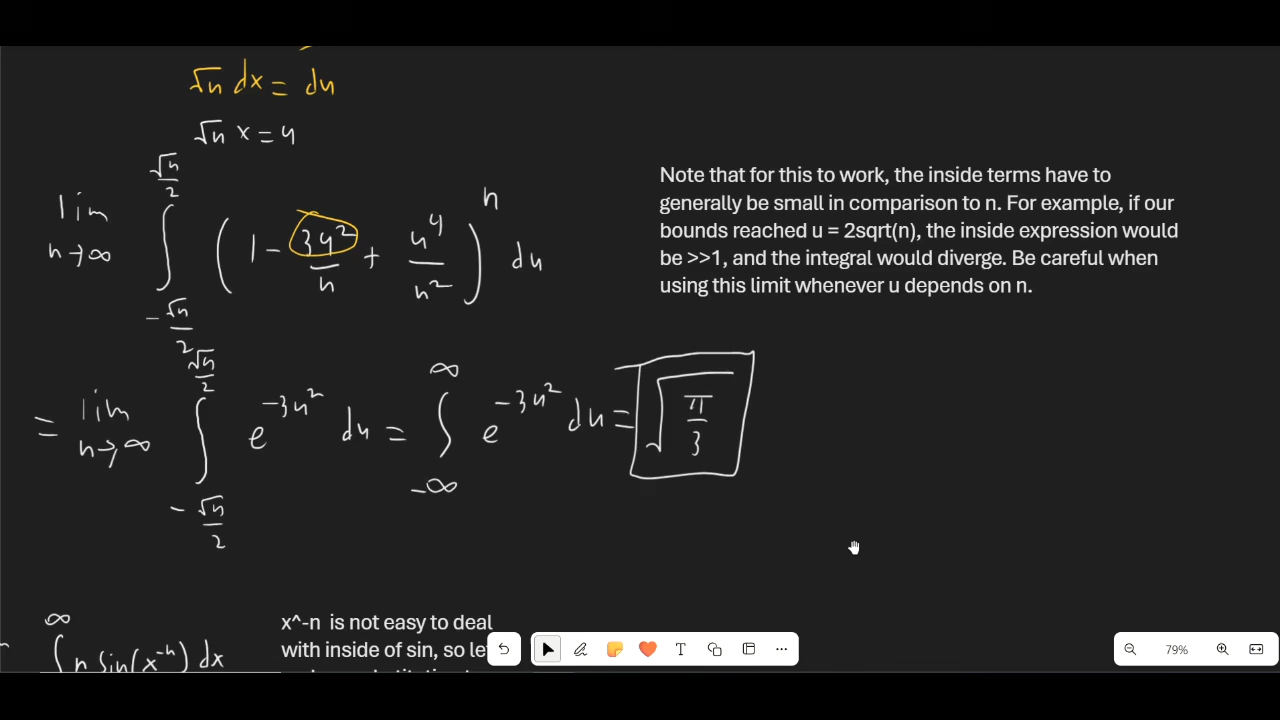 √n dx = du
√n x = u
lim n→∞ ∫_{-√n/2}^{√n/2} (1 - 3u²/n + u⁴/n²)^n du
Note that for this to work, the inside terms have to
generally be small in comparison to n. For example, if our
bounds reached u = 2sqrt(n), the inside expression would
be >>1, and the integral would diverge. Be careful when
using this limit whenever u depends on n.
= lim n→∞ ∫_{-√n/2}^{√n/2} e^{-3u²} du = ∫_{-∞}^{∞} e^{-3u²} du = √(π/3)
∫^{∞} n sin(x^{-n}) dx
x^-n is not easy to deal
with inside of sin, so le
79%